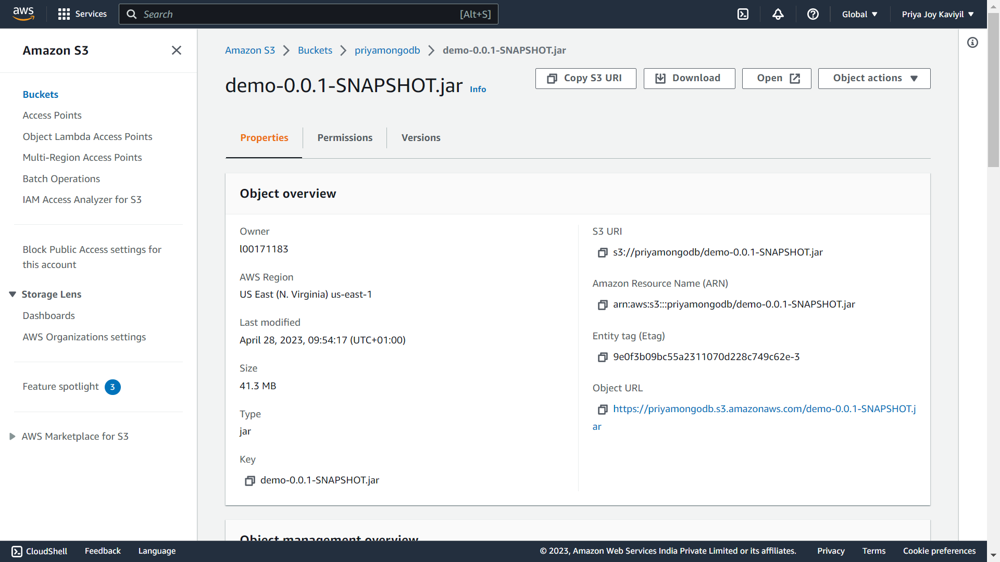 aws
Services
Search
[Alt+S]
Global
Priya Joy Kaviyil
Amazon S3
Buckets
Access Points
Object Lambda Access Points
Multi-Region Access Points
Batch Operations
IAM Access Analyzer for S3
Block Public Access settings for
this account
Storage Lens
Dashboards
AWS Organizations settings
Feature spotlight 3
AWS Marketplace for S3
Amazon S3 > Buckets > priyamongodb > demo-0.0.1-SNAPSHOT.jar
demo-0.0.1-SNAPSHOT.jar Info
Copy S3 URI
Download
Open
Object actions
Properties
Permissions
Versions
Object overview
Owner
l00171183
AWS Region
US East (N. Virginia) us-east-1
Last modified
April 28, 2023, 09:54:17 (UTC+01:00)
Size
41.3 MB
Type
jar
Key
demo-0.0.1-SNAPSHOT.jar
S3 URI
s3://priyamongodb/demo-0.0.1-SNAPSHOT.jar
Amazon Resource Name (ARN)
arn:aws:s3:::priyamongodb/demo-0.0.1-SNAPSHOT.jar
Entity tag (Etag)
9e0f3b09bc55a2311070d228c749c62e-3
Object URL
https://priyamongodb.s3.amazonaws.com/demo-0.0.1-SNAPSHOT.j
ar
Object management overview
CloudShell
Feedback
Language
© 2023, Amazon Web Services India Private Limited or its affiliates.
Privacy
Terms
Cookie preferences